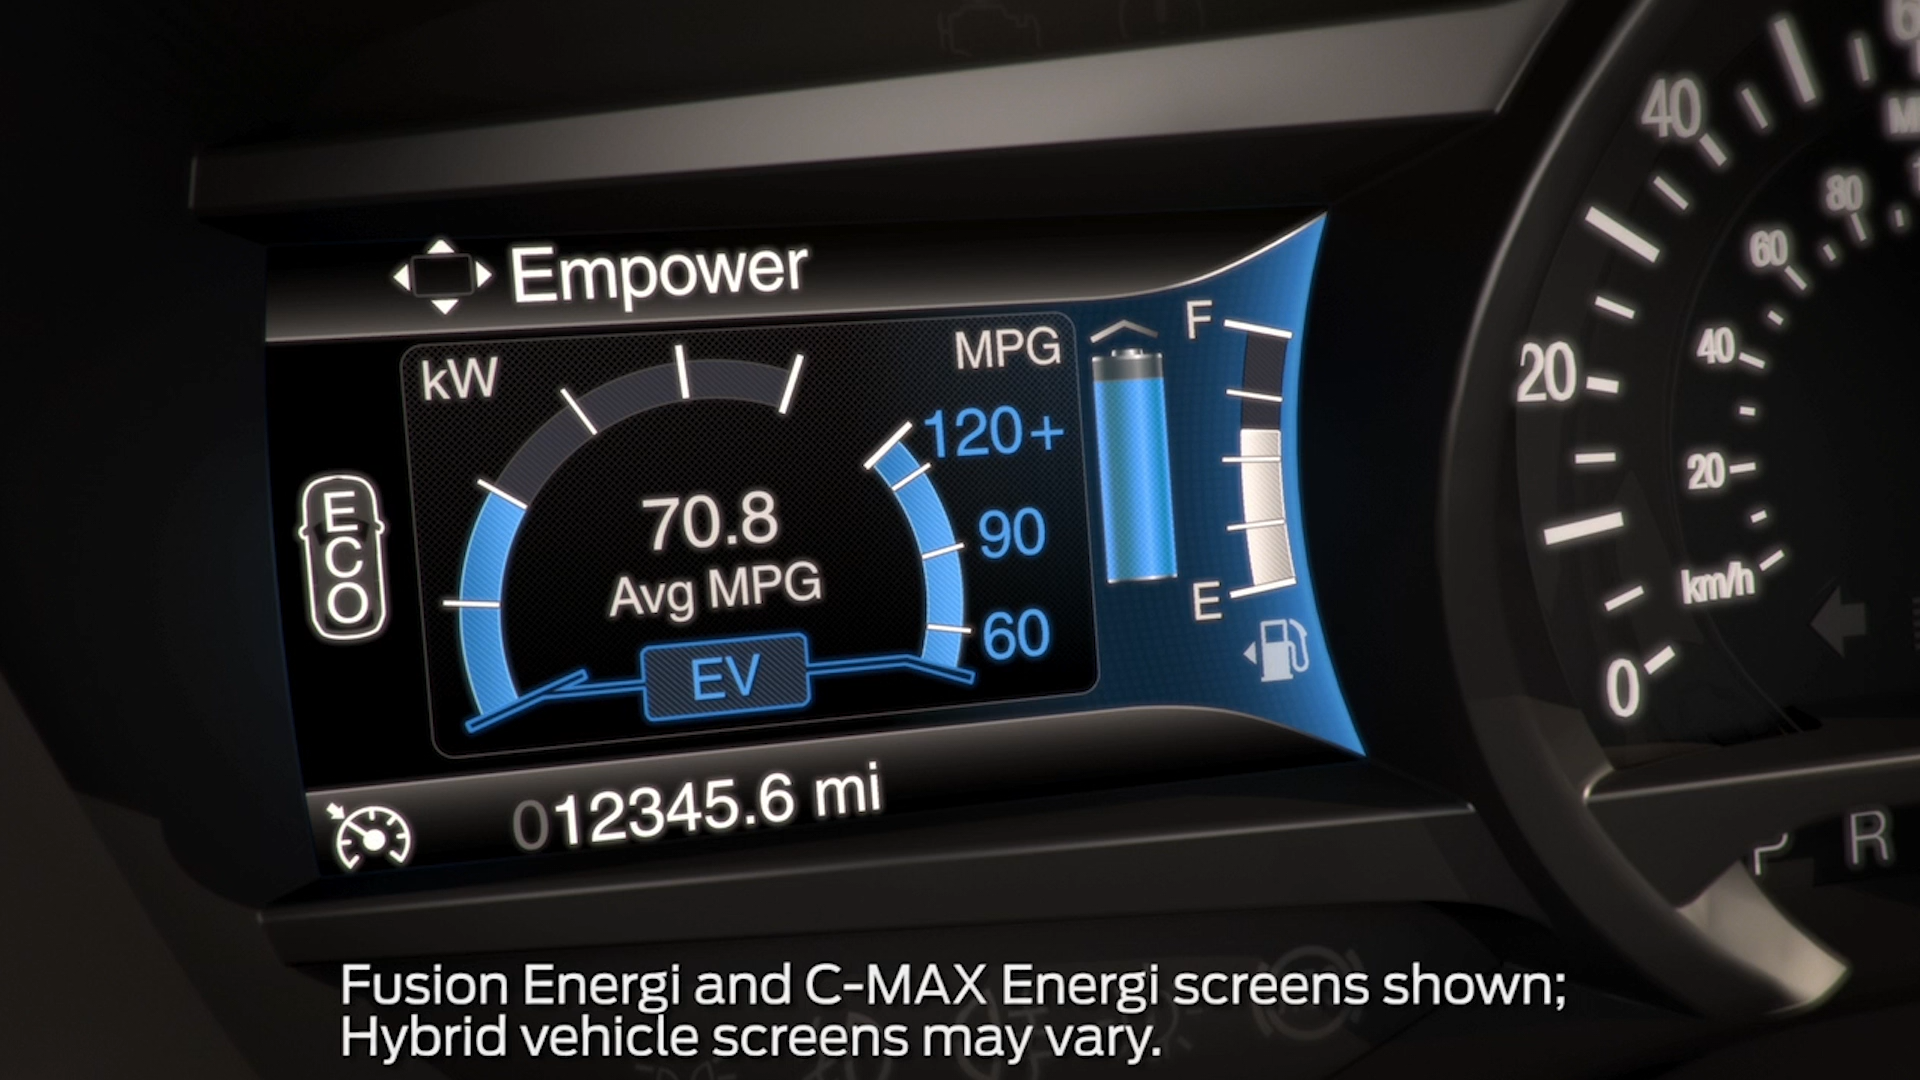 Empower
kW
MPG
120+
90
60
70.8
Avg MPG
EV
ECO
F
E
012345.6 mi
40
20
0
80
60
40
20
km/h
P R
Fusion Energi and C-MAX Energi screens shown;
Hybrid vehicle screens may vary.